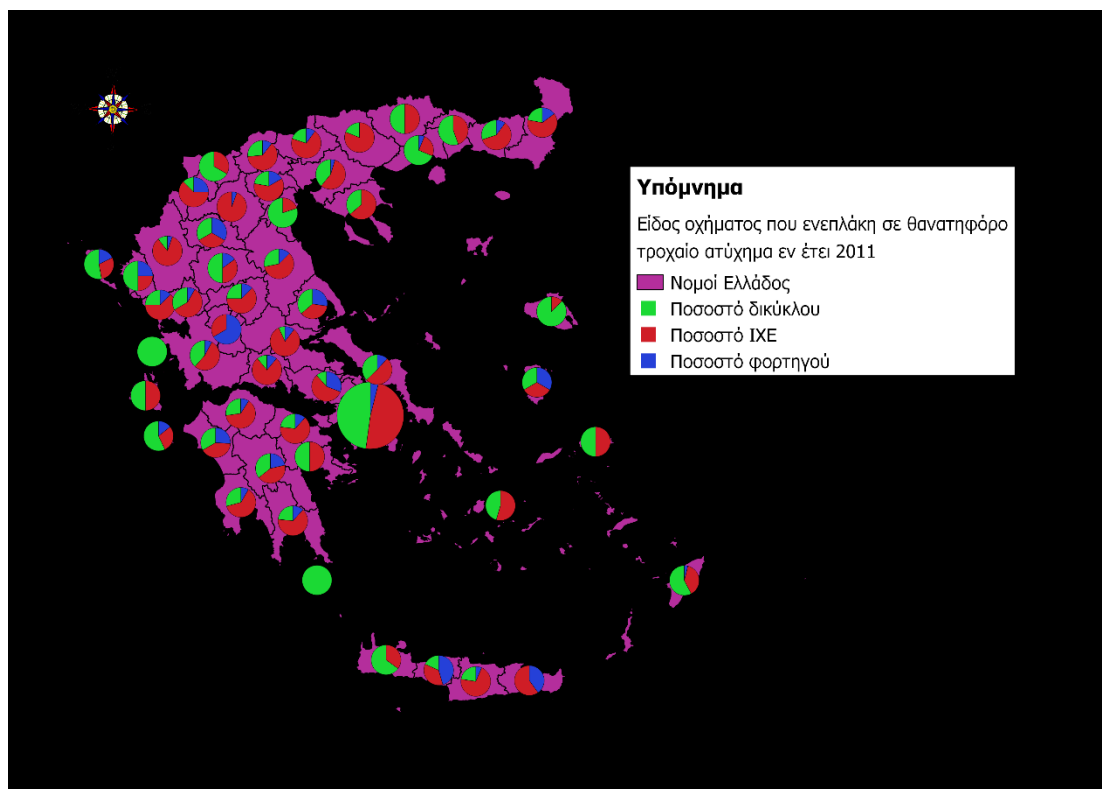 Υπόμνημα
Είδος οχήματος που ενεπλάκη σε θανατηφόρο
τροχαίο ατύχημα εν έτει 2011
Νομοί Ελλάδος
Ποσοστό δικύκλου
Ποσοστό ΙΧΕ
Ποσοστό φορτηγού